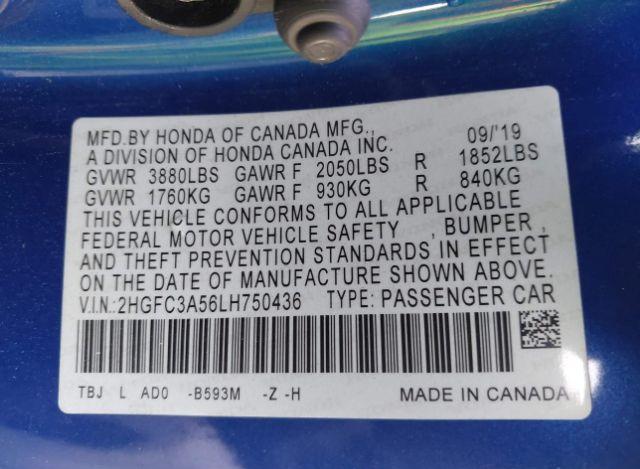 MFD.BY HONDA OF CANADA MFG., 09/'19
A DIVISION OF HONDA CANADA INC.
GVWR 3880LBS GAWR F 2050LBS R 1852LBS
GVWR 1760KG GAWR F 930KG R 840KG
THIS VEHICLE CONFORMS TO ALL APPLICABLE
FEDERAL MOTOR VEHICLE SAFETY , BUMPER ,
AND THEFT PREVENTION STANDARDS IN EFFECT
ON THE DATE OF MANUFACTURE SHOWN ABOVE.
V.I.N.:2HGFC3A56LH750436 TYPE: PASSENGER CAR
TBJ L AD0 -B593M -Z -H MADE IN CANADA